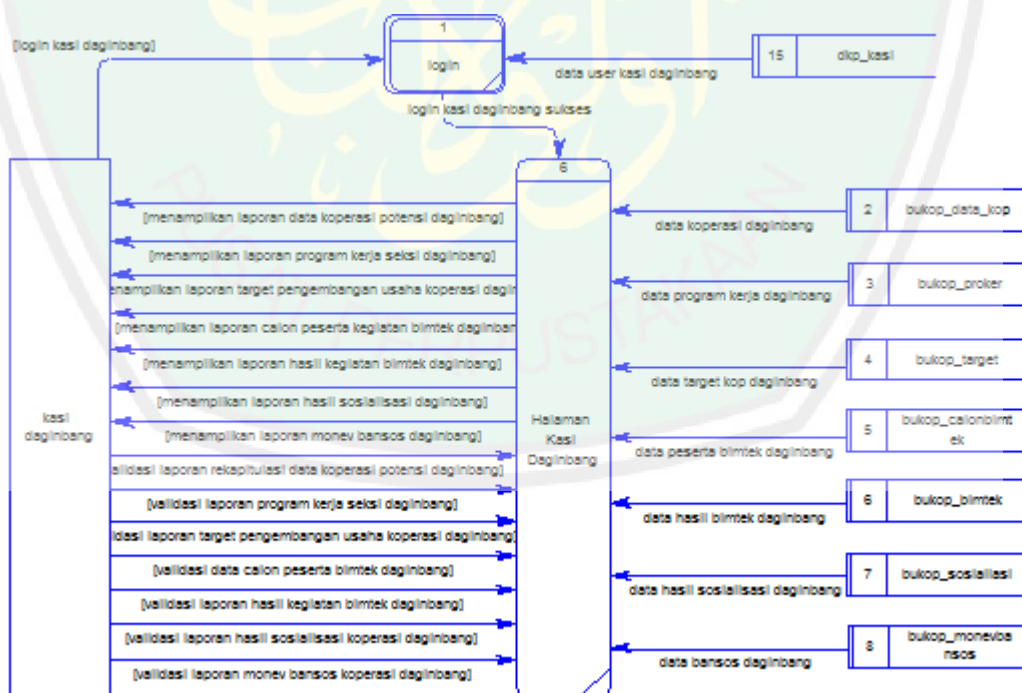 1
[login kasi daginbang]
login
data user kasi daginbang
15
dkp_kasi
login kasi daginbang sukses
6
[menampilkan laporan data koperasi potensi daginbang]
data koperasi daginbang
2
bukop_data_kop
[menampilkan laporan program kerja seksi daginbang]
enampilkan laporan target pengembangan usaha koperasi dagin
data program kerja daginbang
3
bukop_proker
[menampilkan laporan calon peserta kegiatan bimtek daginban
[menampilkan laporan hasil kegiatan bimtek daginbang]
data target kop daginbang
4
bukop_target
[menampilkan laporan hasil sosialisasi daginbang]
kasi
daginbang
[menampilkan laporan monev bansos daginbang]
Halaman
Kasi
Daginbang
data peserta bimtek daginbang
5
bukop_calonbimt
ek
alidasi laporan rekapitulasi data koperasi potensi daginbang]
[validasi laporan program kerja seksi daginbang]
data hasil bimtek daginbang
6
bukop_bimtek
idasi laporan target pengembangan usaha koperasi daginbang]
[validasi data calon peserta bimtek daginbang]
data hasil sosialisasi daginbang
7
bukop_sosialiasi
[validasi laporan hasil kegiatan bimtek daginbang]
[validasi laporan hasil sosialisasi koperasi daginbang]
data bansos daginbang
8
bukop_monevba
nsos
[validasi laporan monev bansos koperasi daginbang]